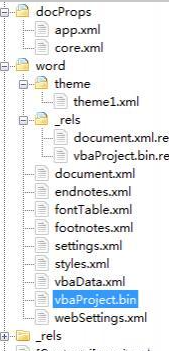 docProps
app.xml
core.xml
word
theme
theme1.xml
_rels
document.xml.re
vbaProject.bin.re
document.xml
endnotes.xml
fontTable.xml
footnotes.xml
settings.xml
styles.xml
vbaData.xml
vbaProject.bin
webSettings.xml
_rels